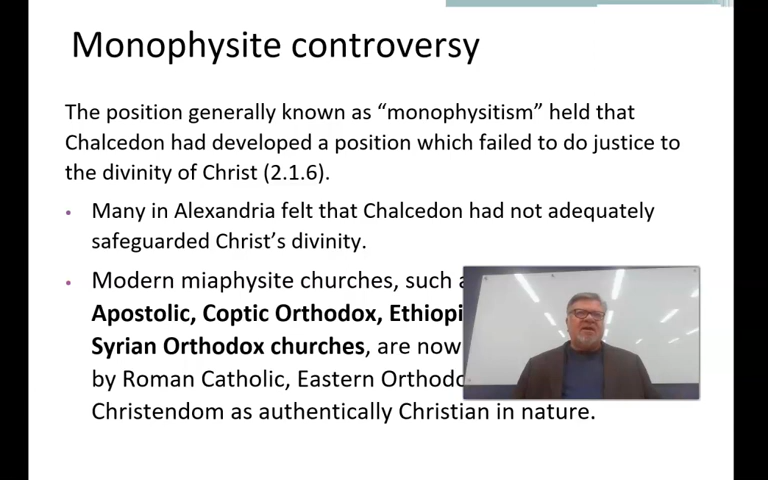 Monophysite controversy
The position generally known as “monophysitism” held that
Chalcedon had developed a position which failed to do justice to
the divinity of Christ (2.1.6).
• Many in Alexandria felt that Chalcedon had not adequately
safeguarded Christ’s divinity.
• Modern miaphysite churches, such
Apostolic, Coptic Orthodox,
Syrian Orthodox churches, are now
by Roman Catholic, Eastern
Christendom as authentically Christian in nature.